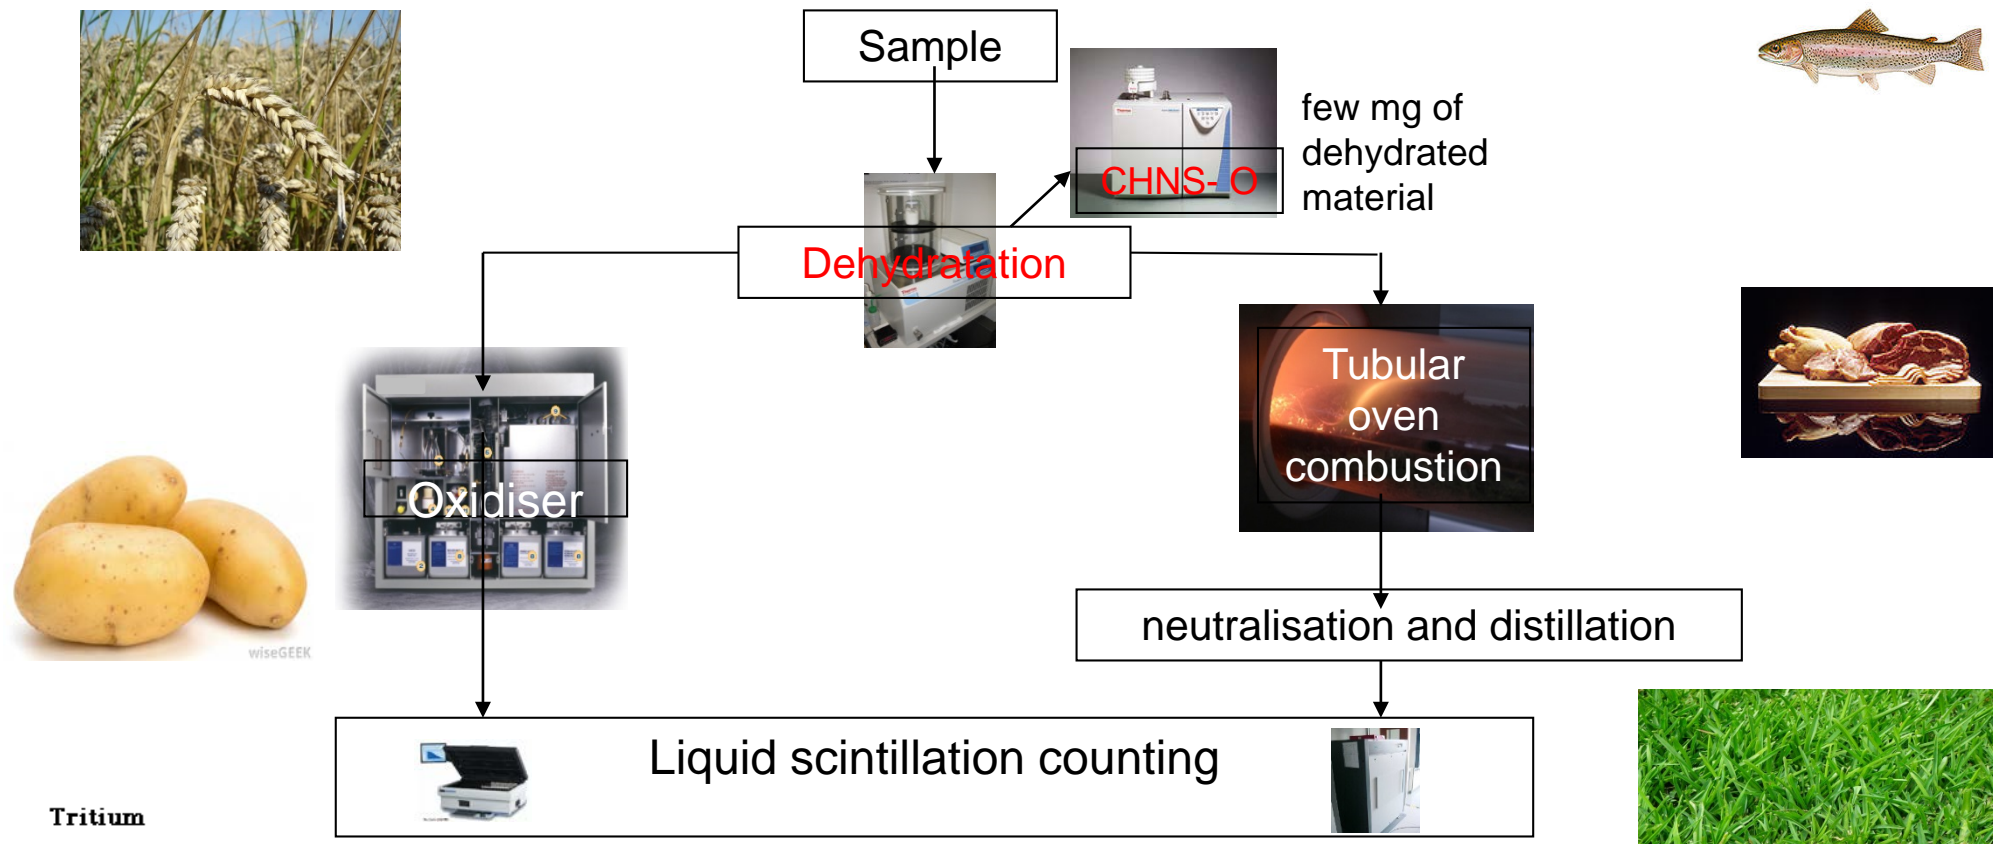 Sample
few mg of
dehydrated
material
CHNS- O
Dehydratation
Tubular
oven
combustion
Oxidiser
neutralisation and distillation
wiseGEEK
Liquid scintillation counting
Tritium